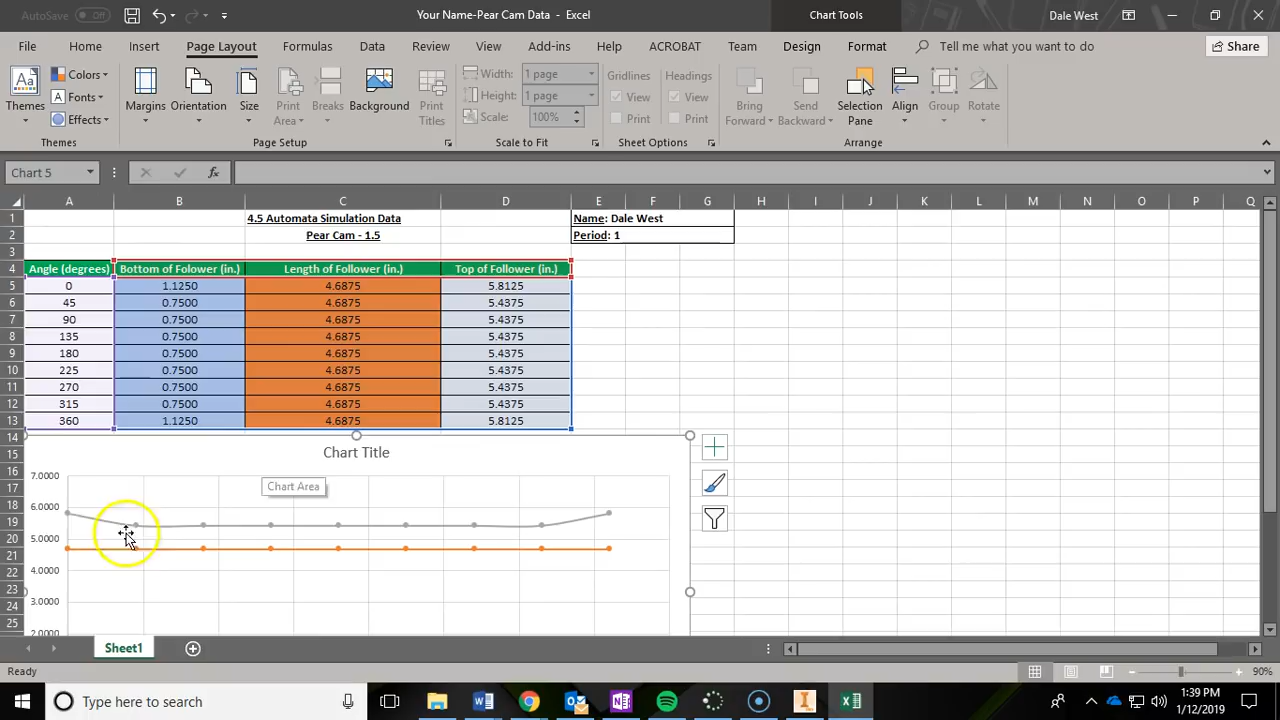 AutoSave Off Your Name-Pear Cam Data - Excel Chart Tools Dale West
File Home Insert Page Layout Formulas Data Review View Add-ins Help ACROBAT Team Design Format Tell me what you want to do Share
Themes Colors Fonts Effects Margins Orientation Size Print Area Breaks Background Print Titles Width: 1 page Height: 1 page Scale: 100% Gridlines View Print Headings View Print Bring Forward Send Backward Selection Pane Align Group Rotate
Themes Page Setup Scale to Fit Sheet Options Arrange
Chart 5 fx
A B C D E F G H I J K L M N O P Q
1 4.5 Automata Simulation Data Name: Dale West
2 Pear Cam - 1.5 Period: 1
3
4 Angle (degrees) Bottom of Folower (in.) Length of Follower (in.) Top of Follower (in.)
5 0 1.1250 4.6875 5.8125
6 45 0.7500 4.6875 5.4375
7 90 0.7500 4.6875 5.4375
8 135 0.7500 4.6875 5.4375
9 180 0.7500 4.6875 5.4375
10 225 0.7500 4.6875 5.4375
11 270 0.7500 4.6875 5.4375
12 315 0.7500 4.6875 5.4375
13 360 1.1250 4.6875 5.8125
14
15 Chart Title
16 7.0000
17 Chart Area
18 6.0000
19
20 5.0000
21
22 4.0000
23
24 3.0000
25 2.0000
Sheet1
Ready 90%
Type here to search 1:39 PM
1/12/2019